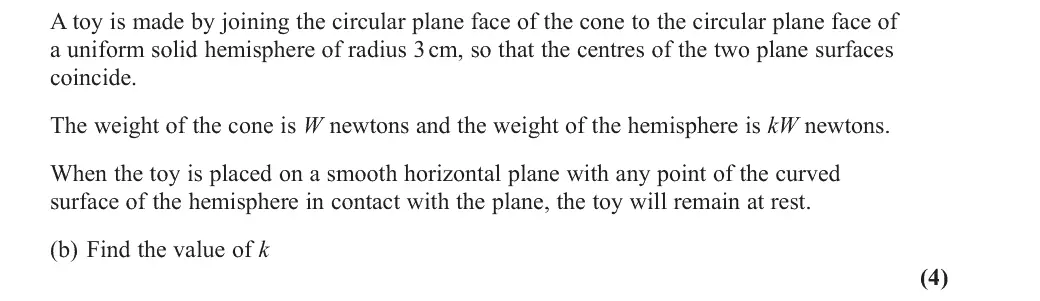 A toy is made by joining the circular plane face of the cone to the circular plane face of
a uniform solid hemisphere of radius 3 cm, so that the centres of the two plane surfaces
coincide.
The weight of the cone is W newtons and the weight of the hemisphere is kW newtons.
When the toy is placed on a smooth horizontal plane with any point of the curved
surface of the hemisphere in contact with the plane, the toy will remain at rest.
(b) Find the value of k
(4)